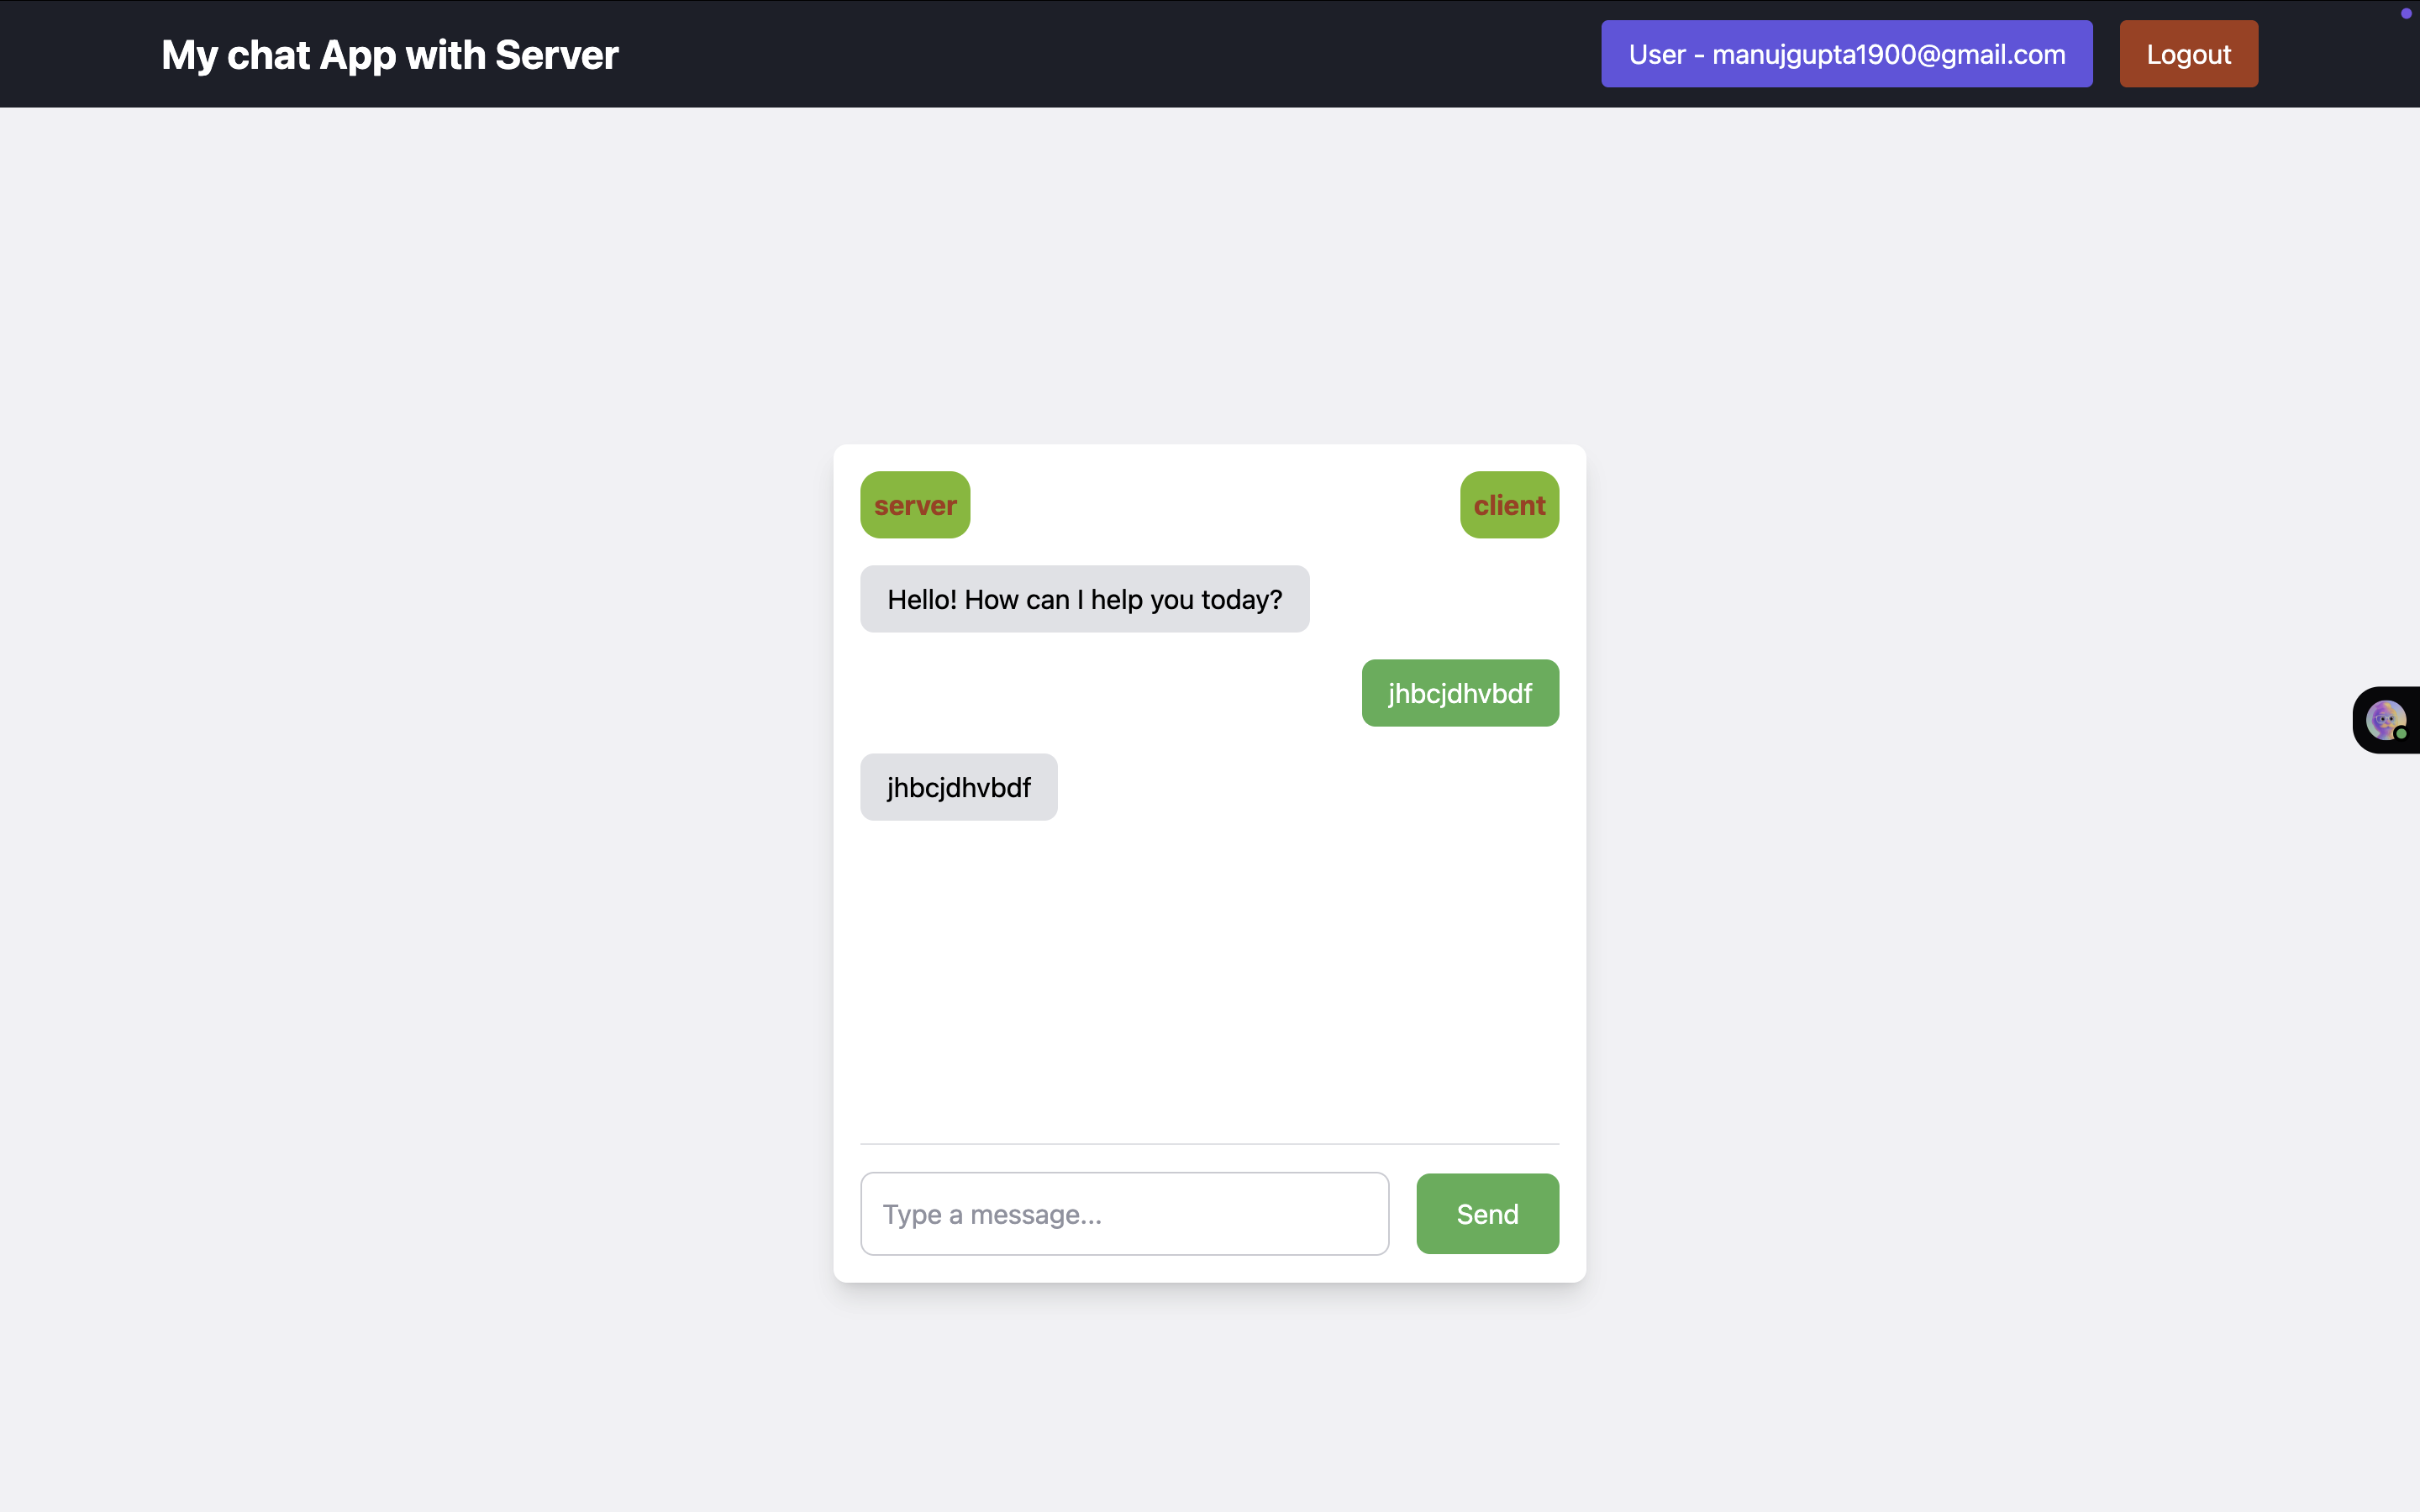 My chat App with Server
User - manujgupta1900@gmail.com
Logout
server
client
Hello! How can I help you today?
jhbcjdhvbdf
jhbcjdhvbdf
Type a message...
Send